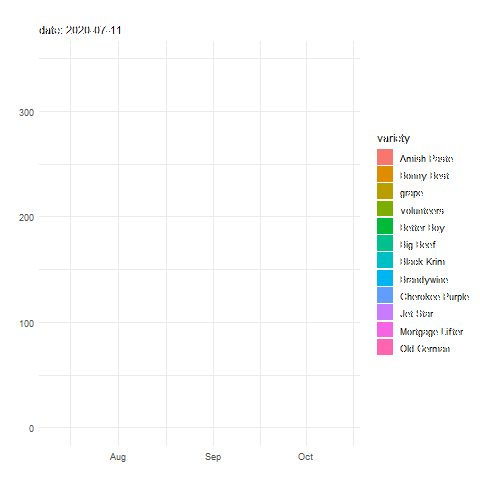 date: 2020-07-11
300
200
100
0
Aug Sep Oct
variety
Amish Paste
Bonny Best
grape
volunteers
Better Boy
Big Beef
Black Krim
Brandywine
Cherokee Purple
Jet Star
Mortgage Lifter
Old German